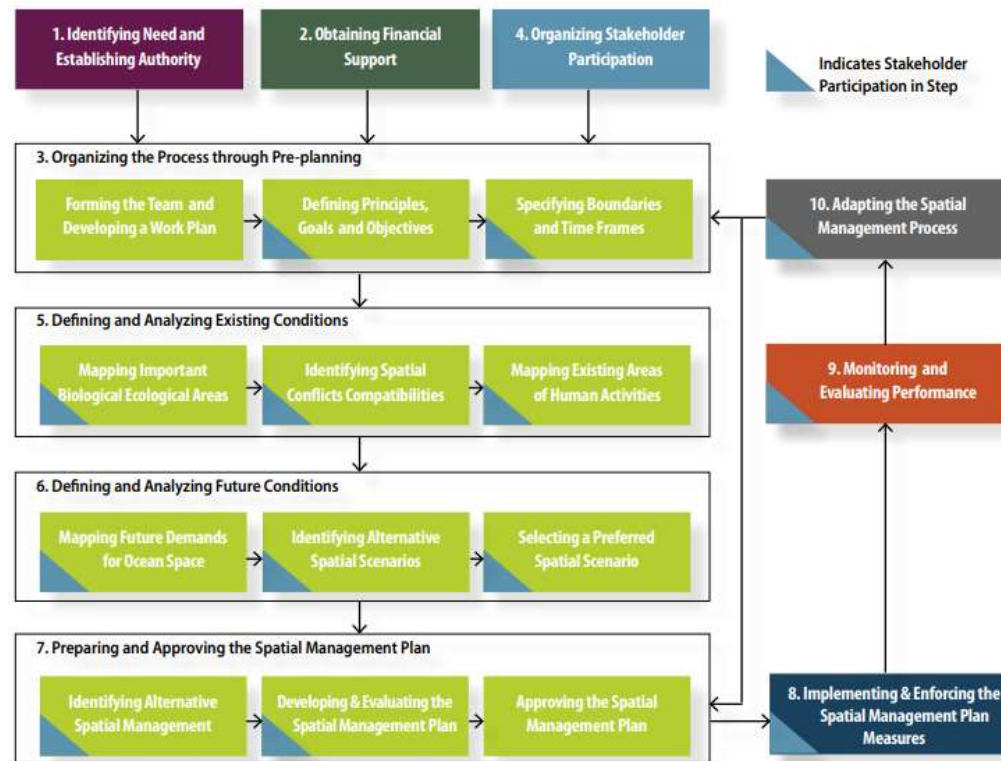 1. Identifying Need and
Establishing Authority
2. Obtaining Financial
Support
4. Organizing Stakeholder
Participation
Indicates Stakeholder
Participation in Step
3. Organizing the Process through Pre-planning
Forming the Team and
Developing a Work Plan
Defining Principles,
Goals and Objectives
Specifying Boundaries
and Time Frames
10. Adapting the Spatial
Management Process
5. Defining and Analyzing Existing Conditions
Mapping Important
Biological Ecological Areas
Identifying Spatial
Conflicts Compatibilities
Mapping Existing Areas
of Human Activities
9. Monitoring and
Evaluating Performance
6. Defining and Analyzing Future Conditions
Mapping Future Demands
for Ocean Space
Identifying Alternative
Spatial Scenarios
Selecting a Preferred
Spatial Scenario
7. Preparing and Approving the Spatial Management Plan
Identifying Alternative
Spatial Management
Developing & Evaluating the
Spatial Management Plan
Approving the Spatial
Management Plan
8. Implementing & Enforcing the
Spatial Management Plan
Measures